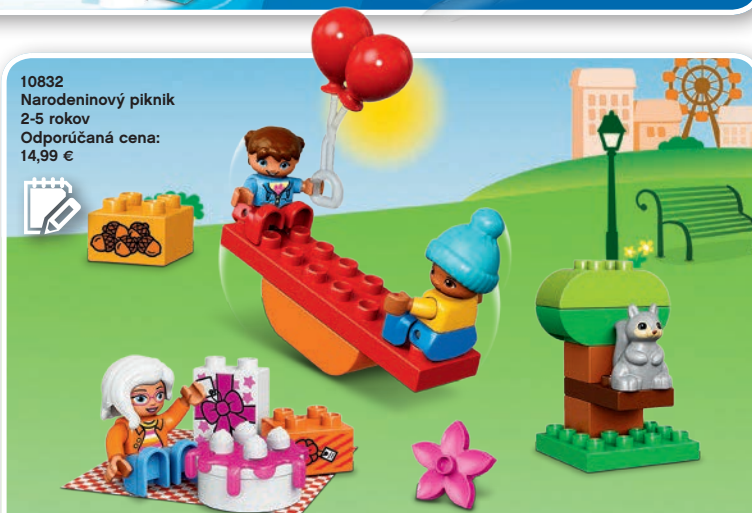 10832
Narodeninový piknik
2-5 rokov
Odporúčaná cena:
14,99 €